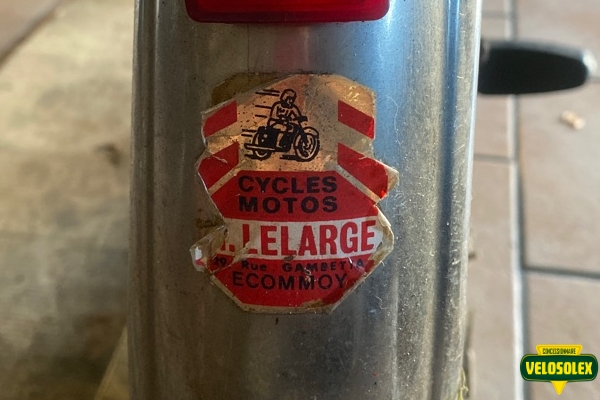 CYCLES
MOTOS
LELARGE
Rue GAMBETTA
ECOMMOY
CONCESSIONNAIRE
VELOSOLEX